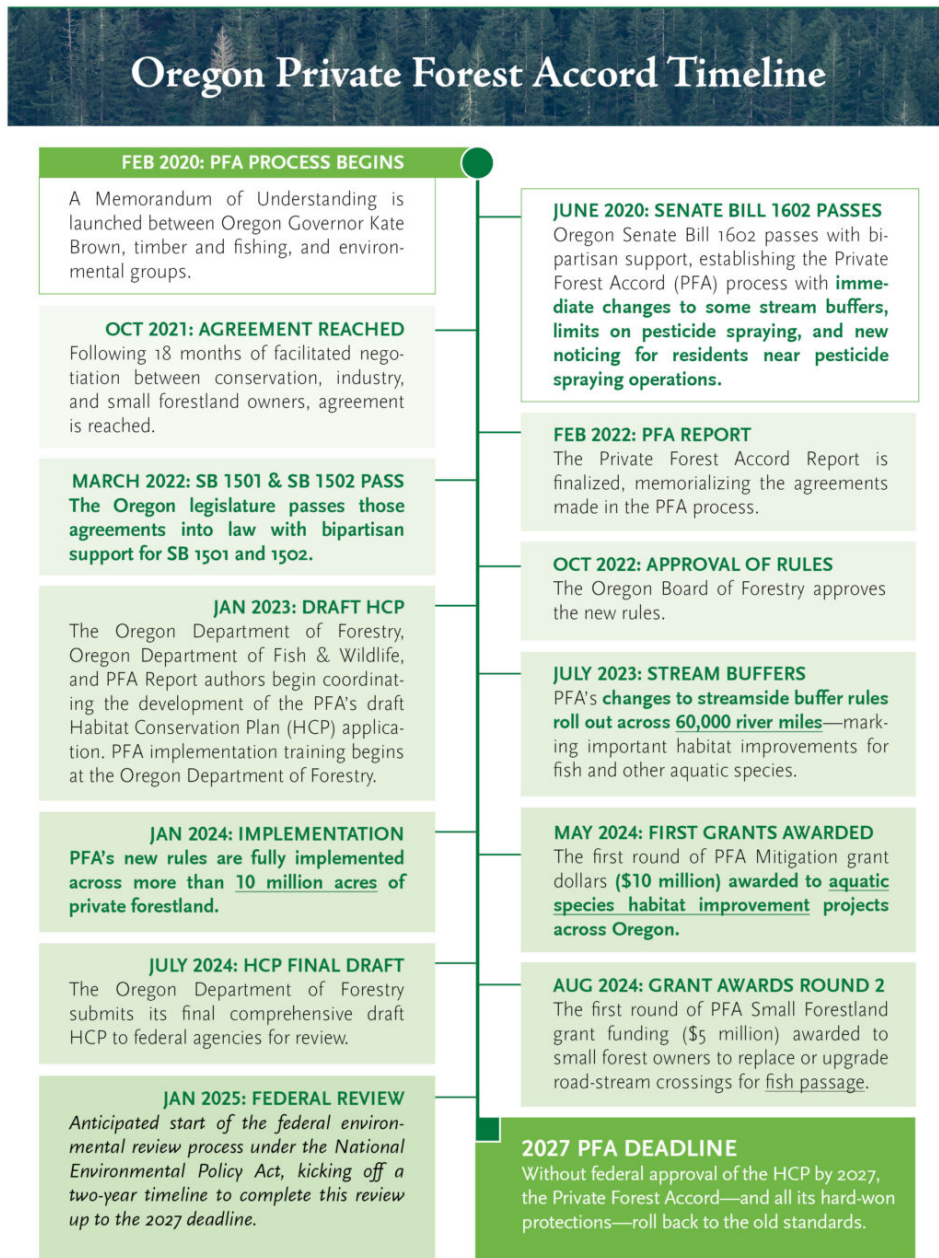 Oregon Private Forest Accord Timeline
FEB 2020: PFA PROCESS BEGINS
A Memorandum of Understanding is
launched between Oregon Governor Kate
Brown, timber and fishing, and environ-
mental groups.
JUNE 2020: SENATE BILL 1602 PASSES
Oregon Senate Bill 1602 passes with bi-
partisan support, establishing the Private
Forest Accord (PFA) process with imme-
diate changes to some stream buffers,
limits on pesticide spraying, and new
noticing for residents near pesticide
spraying operations.
OCT 2021: AGREEMENT REACHED
Following 18 months of facilitated nego-
tiation between conservation, industry,
and small forestland owners, agreement
is reached.
FEB 2022: PFA REPORT
The Private Forest Accord Report is
finalized, memorializing the agreements
made in the PFA process.
MARCH 2022: SB 1501 & SB 1502 PASS
The Oregon legislature passes those
agreements into law with bipartisan
support for SB 1501 and 1502.
OCT 2022: APPROVAL OF RULES
The Oregon Board of Forestry approves
the new rules.
JAN 2023: DRAFT HCP
The Oregon Department of Forestry,
Oregon Department of Fish & Wildlife,
and PFA Report authors begin coordinat-
ing the development of the PFA's draft
Habitat Conservation Plan (HCP) applica-
tion. PFA implementation training begins
at the Oregon Department of Forestry.
JULY 2023: STREAM BUFFERS
PFA's changes to streamside buffer rules
roll out across 60,000 river miles—mark-
ing important habitat improvements for
fish and other aquatic species.
JAN 2024: IMPLEMENTATION
PFA's new rules are fully implemented
across more than 10 million acres of
private forestland.
MAY 2024: FIRST GRANTS AWARDED
The first round of PFA Mitigation grant
dollars ($10 million) awarded to aquatic
species habitat improvement projects
across Oregon.
JULY 2024: HCP FINAL DRAFT
The Oregon Department of Forestry
submits its final comprehensive draft
HCP to federal agencies for review.
AUG 2024: GRANT AWARDS ROUND 2
The first round of PFA Small Forestland
grant funding ($5 million) awarded to
small forest owners to replace or upgrade
road-stream crossings for fish passage.
JAN 2025: FEDERAL REVIEW
Anticipated start of the federal environ-
mental review process under the National
Environmental Policy Act, kicking off a
two-year timeline to complete this review
up to the 2027 deadline.
2027 PFA DEADLINE
Without federal approval of the HCP by 2027,
the Private Forest Accord—and all its hard-won
protections—roll back to the old standards.